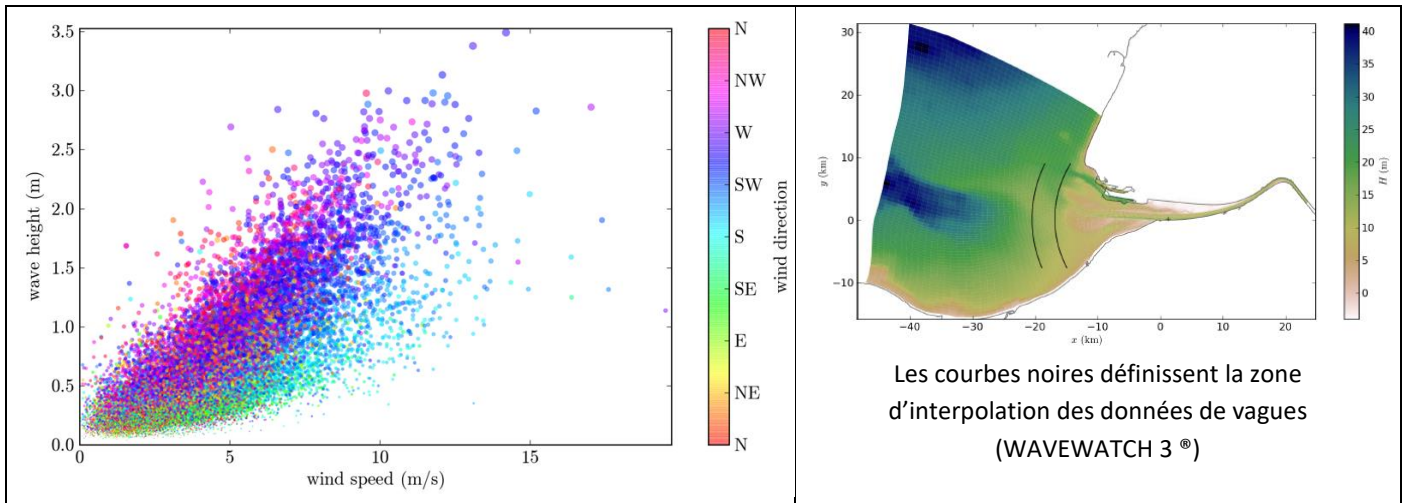 3.5
3.0
2.5
2.0
1.5
1.0
0.5
0.0
wave height (m)
0
5
10
15
wind speed (m/s)
N
NW
W
SW
S
SE
E
NE
N
wind direction
30
20
10
0
−10
y (km)
−40
−30
−20
−10
0
10
20
x (km)
40
35
30
25
20
15
10
5
0
H (m)
Les courbes noires définissent la zone
d’interpolation des données de vagues
(WAVEWATCH 3 ®)